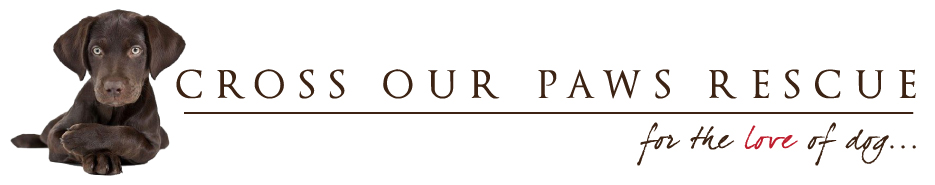 CROSS OUR PAWS RESCUE
for the love of dog...